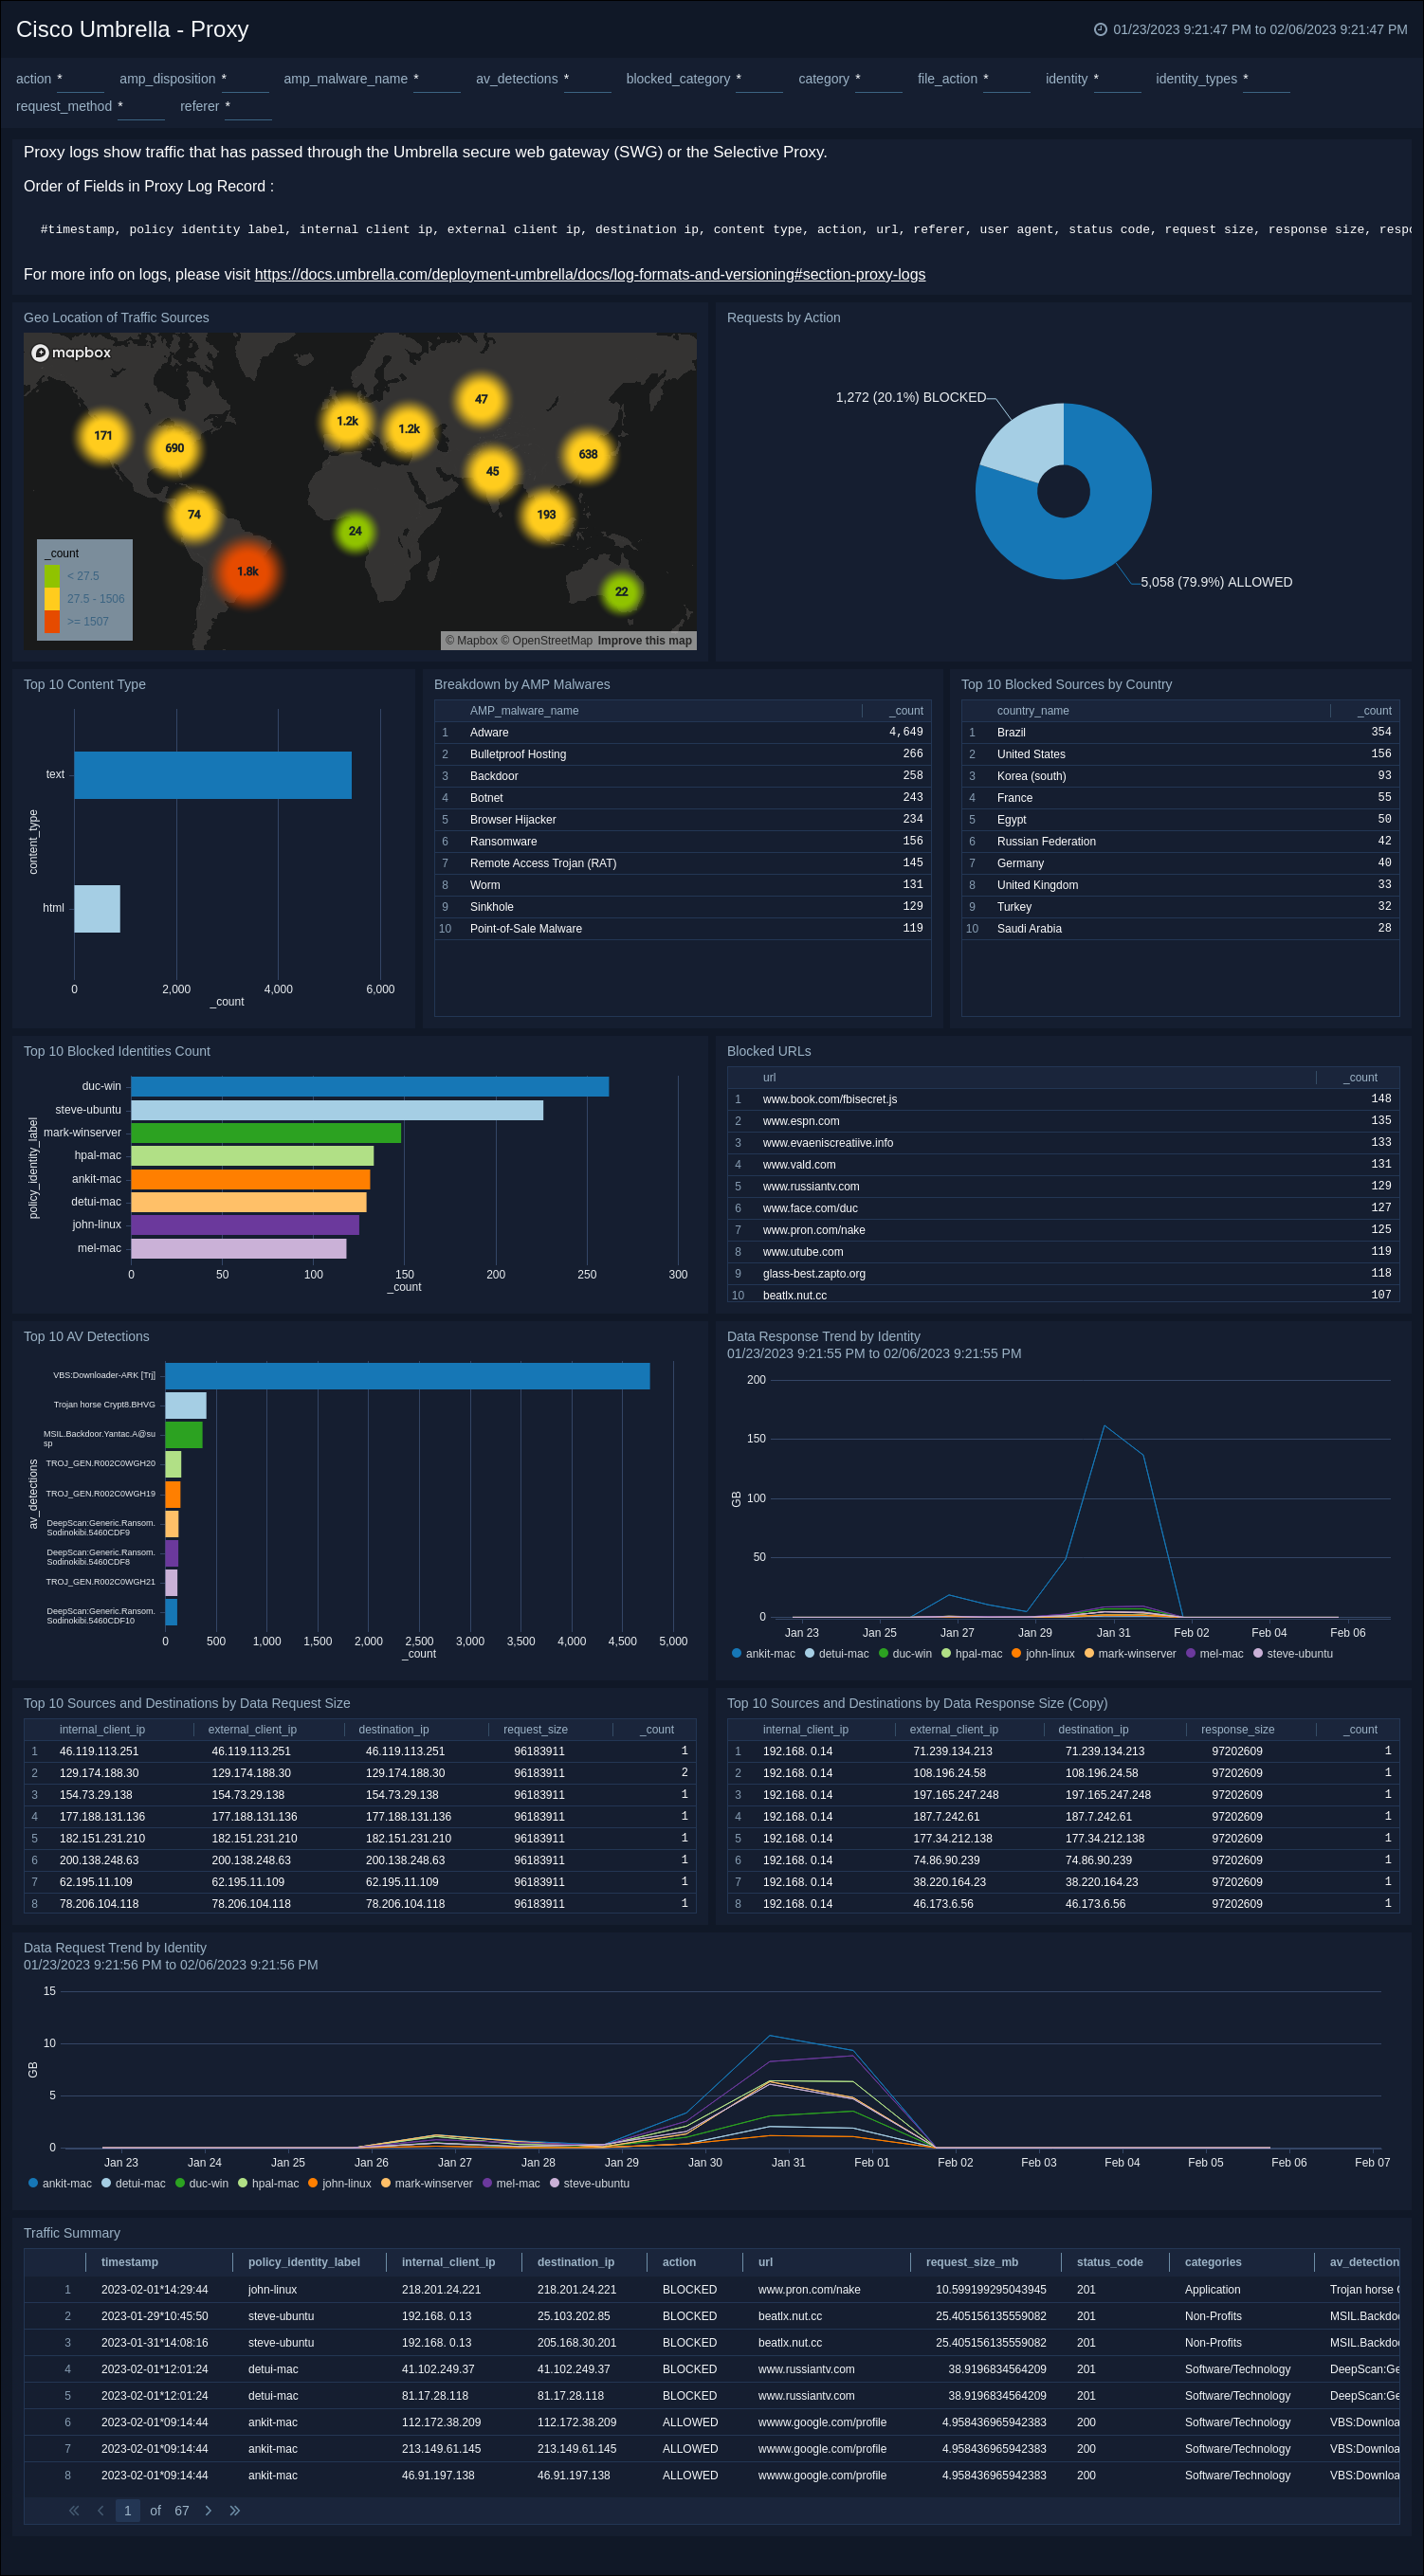 Cisco Umbrella - Proxy
01/23/2023 9:21:47 PM to 02/06/2023 9:21:47 PM
action * amp_disposition * amp_malware_name * av_detections * blocked_category * category * file_action * identity * identity_types *
request_method * referer *
Proxy logs show traffic that has passed through the Umbrella secure web gateway (SWG) or the Selective Proxy.
Order of Fields in Proxy Log Record :
#timestamp, policy identity label, internal client ip, external client ip, destination ip, content type, action, url, referer, user agent, status code, request size, response size, respo
For more info on logs, please visit https://docs.umbrella.com/deployment-umbrella/docs/log-formats-and-versioning#section-proxy-logs
Geo Location of Traffic Sources
mapbox
47
171
1.2k
1.2k
690
638
45
74
193
24
1.8k
22
_count
< 27.5
27.5 - 1506
>= 1507
© Mapbox © OpenStreetMap Improve this map
Requests by Action
1,272 (20.1%) BLOCKED
5,058 (79.9%) ALLOWED
Top 10 Content Type
content_type
text
html
0 2,000 4,000 6,000
_count
Breakdown by AMP Malwares
AMP_malware_name _count
1 Adware 4,649
2 Bulletproof Hosting 266
3 Backdoor 258
4 Botnet 243
5 Browser Hijacker 234
6 Ransomware 156
7 Remote Access Trojan (RAT) 145
8 Worm 131
9 Sinkhole 129
10 Point-of-Sale Malware 119
Top 10 Blocked Sources by Country
country_name _count
1 Brazil 354
2 United States 156
3 Korea (south) 93
4 France 55
5 Egypt 50
6 Russian Federation 42
7 Germany 40
8 United Kingdom 33
9 Turkey 32
10 Saudi Arabia 28
Top 10 Blocked Identities Count
policy_identity_label
duc-win
steve-ubuntu
mark-winserver
hpal-mac
ankit-mac
detui-mac
john-linux
mel-mac
0 50 100 150 200 250 300
_count
Blocked URLs
url _count
1 www.book.com/fbisecret.js 148
2 www.espn.com 135
3 www.evaeniscreatiive.info 133
4 www.vald.com 131
5 www.russiantv.com 129
6 www.face.com/duc 127
7 www.pron.com/nake 125
8 www.utube.com 119
9 glass-best.zapto.org 118
10 beatlx.nut.cc 107
Top 10 AV Detections
av_detections
VBS:Downloader-ARK [Trj]
Trojan horse Crypt8.BHVG
MSIL.Backdoor.Yantac.A@su
sp
TROJ_GEN.R002C0WGH20
TROJ_GEN.R002C0WGH19
DeepScan:Generic.Ransom.
Sodinokibi.5460CDF9
DeepScan:Generic.Ransom.
Sodinokibi.5460CDF8
TROJ_GEN.R002C0WGH21
DeepScan:Generic.Ransom.
Sodinokibi.5460CDF10
0 500 1,000 1,500 2,000 2,500 3,000 3,500 4,000 4,500 5,000
_count
Data Response Trend by Identity
01/23/2023 9:21:55 PM to 02/06/2023 9:21:55 PM
200
150
100
50
0
GB
Jan 23 Jan 25 Jan 27 Jan 29 Jan 31 Feb 02 Feb 04 Feb 06
ankit-mac detui-mac duc-win hpal-mac john-linux mark-winserver mel-mac steve-ubuntu
Top 10 Sources and Destinations by Data Request Size
internal_client_ip external_client_ip destination_ip request_size _count
1 46.119.113.251 46.119.113.251 46.119.113.251 96183911 1
2 129.174.188.30 129.174.188.30 129.174.188.30 96183911 2
3 154.73.29.138 154.73.29.138 154.73.29.138 96183911 1
4 177.188.131.136 177.188.131.136 177.188.131.136 96183911 1
5 182.151.231.210 182.151.231.210 182.151.231.210 96183911 1
6 200.138.248.63 200.138.248.63 200.138.248.63 96183911 1
7 62.195.11.109 62.195.11.109 62.195.11.109 96183911 1
8 78.206.104.118 78.206.104.118 78.206.104.118 96183911 1
Top 10 Sources and Destinations by Data Response Size (Copy)
internal_client_ip external_client_ip destination_ip response_size _count
1 192.168. 0.14 71.239.134.213 71.239.134.213 97202609 1
2 192.168. 0.14 108.196.24.58 108.196.24.58 97202609 1
3 192.168. 0.14 197.165.247.248 197.165.247.248 97202609 1
4 192.168. 0.14 187.7.242.61 187.7.242.61 97202609 1
5 192.168. 0.14 177.34.212.138 177.34.212.138 97202609 1
6 192.168. 0.14 74.86.90.239 74.86.90.239 97202609 1
7 192.168. 0.14 38.220.164.23 38.220.164.23 97202609 1
8 192.168. 0.14 46.173.6.56 46.173.6.56 97202609 1
Data Request Trend by Identity
01/23/2023 9:21:56 PM to 02/06/2023 9:21:56 PM
15
10
5
0
GB
Jan 23 Jan 24 Jan 25 Jan 26 Jan 27 Jan 28 Jan 29 Jan 30 Jan 31 Feb 01 Feb 02 Feb 03 Feb 04 Feb 05 Feb 06 Feb 07
ankit-mac detui-mac duc-win hpal-mac john-linux mark-winserver mel-mac steve-ubuntu
Traffic Summary
timestamp policy_identity_label internal_client_ip destination_ip action url request_size_mb status_code categories av_detection
1 2023-02-01*14:29:44 john-linux 218.201.24.221 218.201.24.221 BLOCKED www.pron.com/nake 10.599199295043945 201 Application Trojan horse C
2 2023-01-29*10:45:50 steve-ubuntu 192.168. 0.13 25.103.202.85 BLOCKED beatlx.nut.cc 25.405156135559082 201 Non-Profits MSIL.Backdoo
3 2023-01-31*14:08:16 steve-ubuntu 192.168. 0.13 205.168.30.201 BLOCKED beatlx.nut.cc 25.405156135559082 201 Non-Profits MSIL.Backdoo
4 2023-02-01*12:01:24 detui-mac 41.102.249.37 41.102.249.37 BLOCKED www.russiantv.com 38.9196834564209 201 Software/Technology DeepScan:Ge
5 2023-02-01*12:01:24 detui-mac 81.17.28.118 81.17.28.118 BLOCKED www.russiantv.com 38.9196834564209 201 Software/Technology DeepScan:Ge
6 2023-02-01*09:14:44 ankit-mac 112.172.38.209 112.172.38.209 ALLOWED wwww.google.com/profile 4.958436965942383 200 Software/Technology VBS:Downloa
7 2023-02-01*09:14:44 ankit-mac 213.149.61.145 213.149.61.145 ALLOWED wwww.google.com/profile 4.958436965942383 200 Software/Technology VBS:Downloa
8 2023-02-01*09:14:44 ankit-mac 46.91.197.138 46.91.197.138 ALLOWED wwww.google.com/profile 4.958436965942383 200 Software/Technology VBS:Downloa
1 of 67